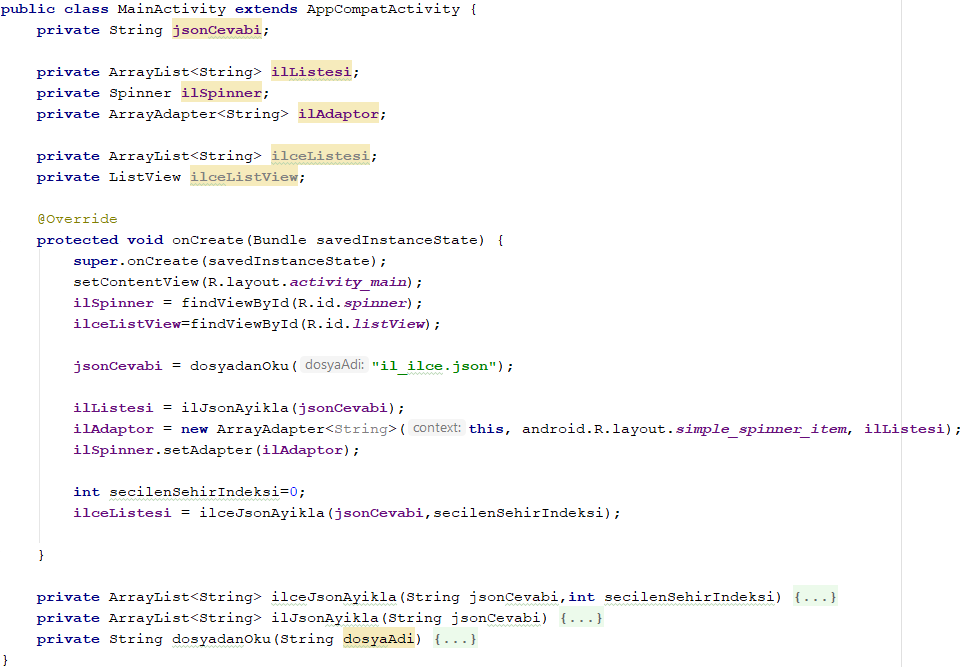 public class MainActivity extends AppCompatActivity {
    private String jsonCevabi;

    private ArrayList<String> ilListesi;
    private Spinner ilSpinner;
    private ArrayAdapter<String> ilAdaptor;

    private ArrayList<String> ilceListesi;
    private ListView ilceListView;

    @Override
    protected void onCreate(Bundle savedInstanceState) {
        super.onCreate(savedInstanceState);
        setContentView(R.layout.activity_main);
        ilSpinner = findViewById(R.id.spinner);
        ilceListView=findViewById(R.id.listView);

        jsonCevabi = dosyadanOku( dosyaAdi: "il_ilce.json");

        ilListesi = ilJsonAyikla(jsonCevabi);
        ilAdaptor = new ArrayAdapter<String>( context: this, android.R.layout.simple_spinner_item, ilListesi);
        ilSpinner.setAdapter(ilAdaptor);

        int secilenSehirIndeksi=0;
        ilceListesi = ilceJsonAyikla(jsonCevabi,secilenSehirIndeksi);

    }

    private ArrayList<String> ilceJsonAyikla(String jsonCevabi,int secilenSehirIndeksi) {...}
    private ArrayList<String> ilJsonAyikla(String jsonCevabi) {...}
    private String dosyadanOku(String dosyaAdi) {...}
}